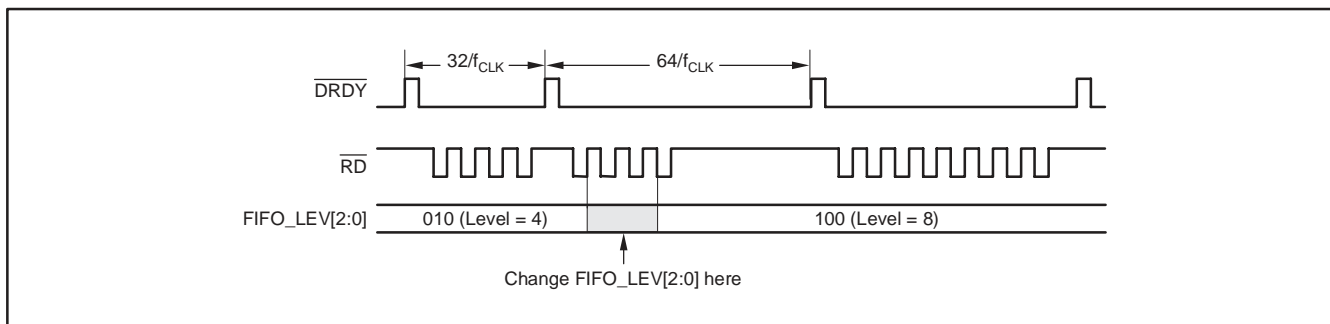 32/fCLK
64/fCLK
DRDY
RD
FIFO_LEV[2:0]
010 (Level = 4)
100 (Level = 8)
Change FIFO_LEV[2:0] here